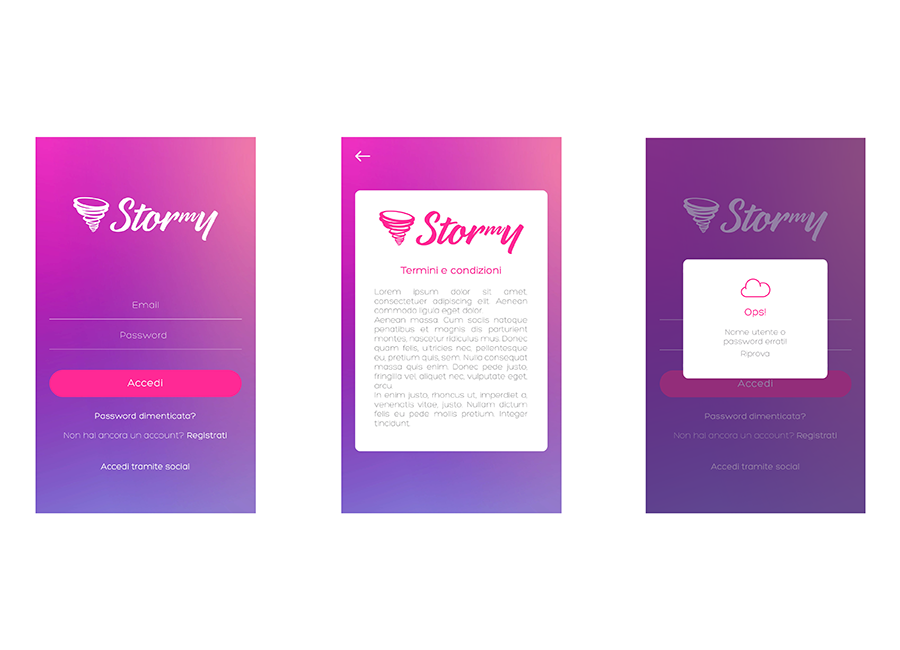 Stormy
Email
Password
Accedi
Password dimenticata?
Non hai ancora un account? Registrati
Accedi tramite social
Stormy
Termini e condizioni
Lorem ipsum dolor sit amet,
consectetuer adipiscing elit. Aenean
commodo ligula eget dolor.
Aenean massa. Cum sociis natoque
penatibus et magnis dis parturient
montes, nascetur ridiculus mus. Donec
quam felis, ultricies nec, pellentesque
eu, pretium quis, sem. Nulla consequat
massa quis enim. Donec pede justo,
fringilla vel, aliquet nec, vulputate eget,
arcu.
In enim justo, rhoncus ut, imperdiet a,
venenatis vitae, justo. Nullam dictum
felis eu pede mollis pretium. Integer
tincidunt.
Stormy
Ops!
Nome utente o
password errati!
Riprova
Accedi
Password dimenticata?
Non hai ancora un account? Registrati
Accedi tramite social